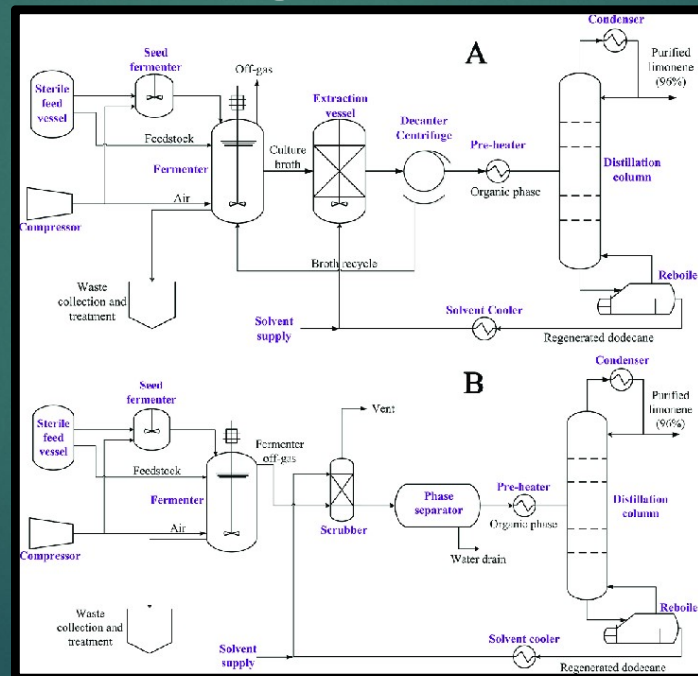 A
Condenser
Purified
limonene
(96%)
Seed
fermenter
Off-gas
Sterile
feed
vessel
Extraction
vessel
Decanter
Centrifuge
Feedstock
Culture
broth
Pre-heater
Fermenter
Organic phase
Distillation
column
Air
Compressor
Broth recycle
Reboile
Waste
collection and
treatment
Solvent
supply
Solvent Cooler
Regenerated dodecane
B
Condenser
Purified
limonene
(96%)
Seed
fermenter
Vent
Sterile
feed
vessel
Fermenter
off-gas
Feedstock
Pre-heater
Fermenter
Phase
separator
Organic phase
Distillation
column
Scrubber
Air
Compressor
Water drain
Reboile
Waste
collection and
treatment
Solvent
supply
Solvent cooler
Regenerated dodecane